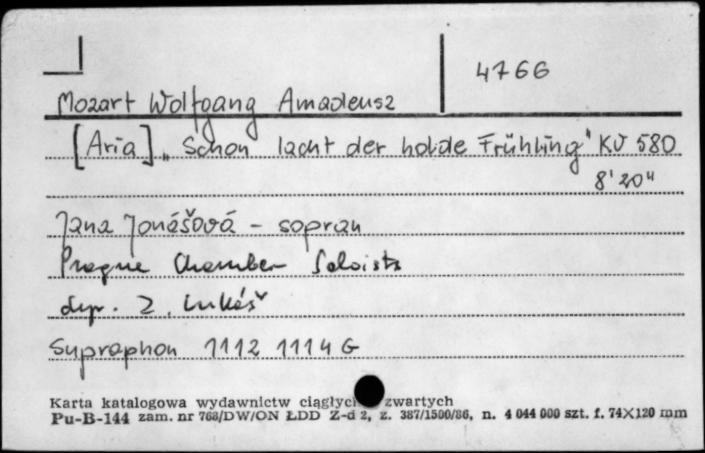 4766
Mozart Wolfgang Amadeusz
[Aria] „Schon lacht der holde Frühling" KV 580
8'20"
Jana Jonášová – sopran
Prague Chamber Soloists
dyr. Z. Lukáš
Supraphon 1112 1114 G
Karta katalogowa wydawnictw ciągłyc zwartych
Pu-B-144 zam. nr 768/DW/ON ŁDD Z-d 2, z. 387/1500/86, n. 4 044 000 szt. f. 74X120 mm